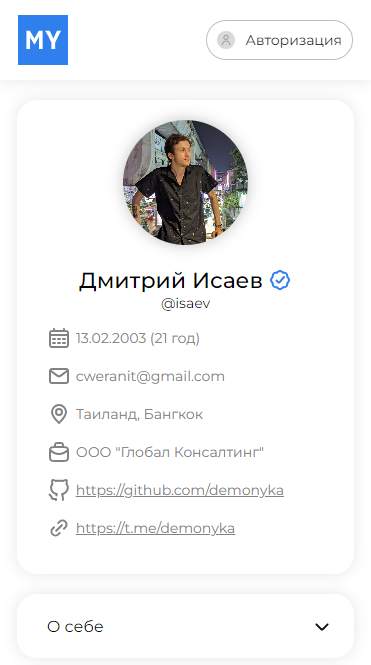 MY
Авторизация
Дмитрий Исаев
@isaev
13.02.2003 (21 год)
cweranit@gmail.com
Таиланд, Бангкок
ООО "Глобал Консалтинг"
https://github.com/demonyka
https://t.me/demonyka
О себе